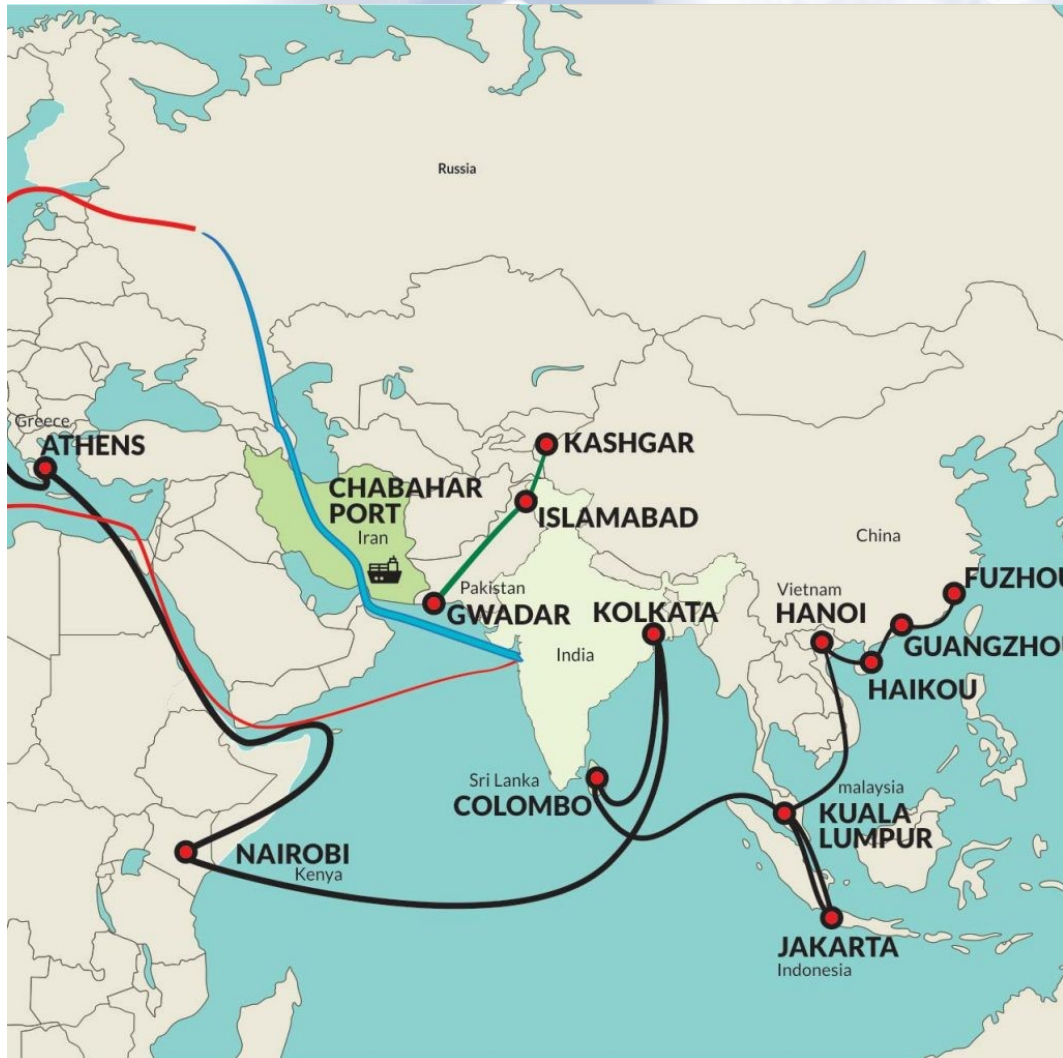 Russia
Greece
ATHENS
KASHGAR
CHABAHAR
PORT
Iran
ISLAMABAD
China
Pakistan
GWADAR
KOLKATA
India
Vietnam
HANOI
FUZHOU
GUANGZHOU
HAIKOU
Sri Lanka
COLOMBO
malaysia
KUALA
LUMPUR
NAIROBI
Kenya
JAKARTA
Indonesia